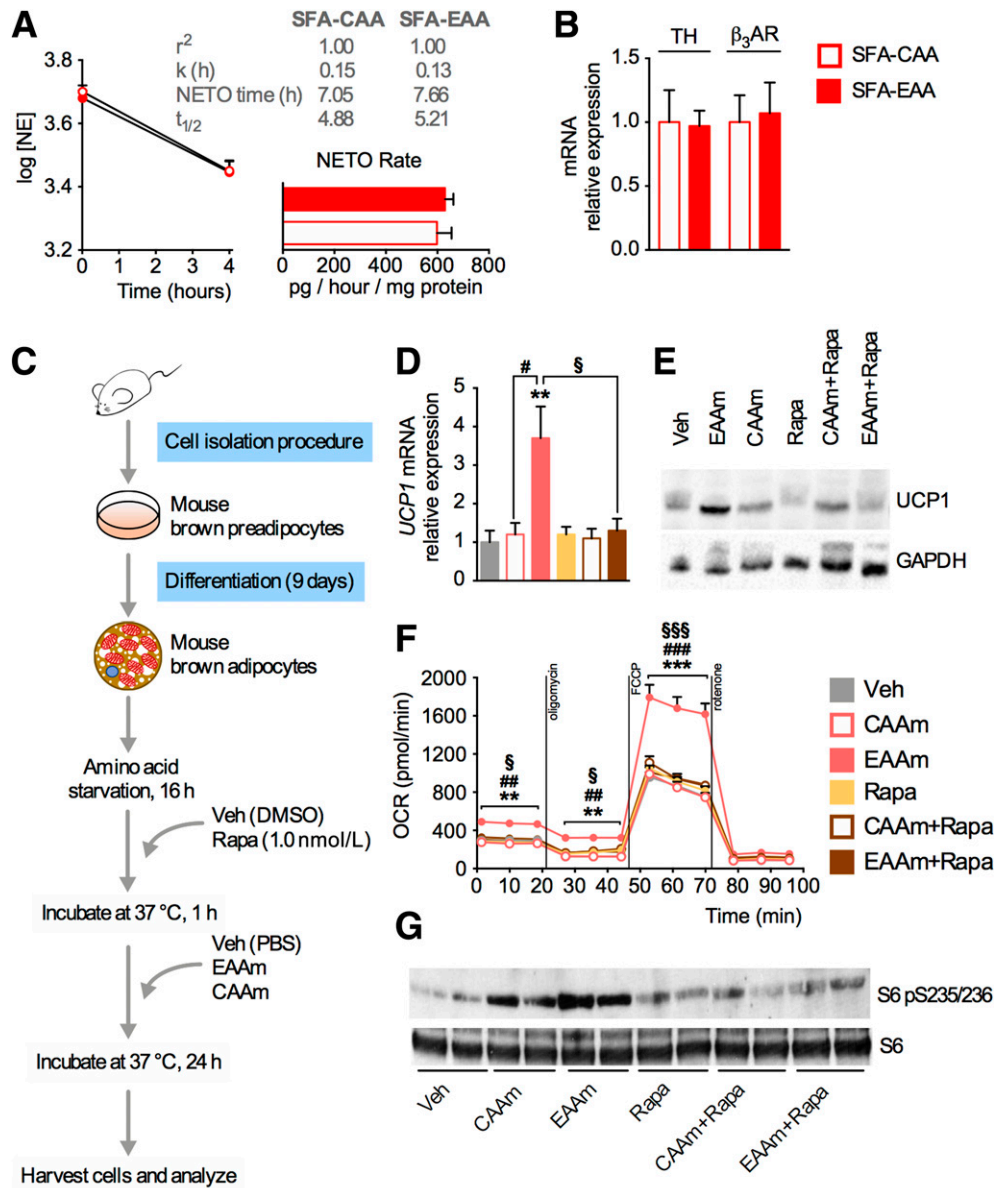 A
SFA-CAA SFA-EAA
r² 1.00 1.00
k (h) 0.15 0.13
NETO time (h) 7.05 7.66
t1/2 4.88 5.21
3.8
3.6
3.4
3.2
log [NE]
0 1 2 3 4
Time (hours)
NETO Rate
0 200 400 600 800
pg / hour / mg protein
B
TH β₃AR
1.5
1.0
0.5
0.0
mRNA
relative expression
SFA-CAA
SFA-EAA
C
Cell isolation procedure
Mouse
brown preadipocytes
Differentiation (9 days)
Mouse
brown adipocytes
Amino acid
starvation, 16 h
Veh (DMSO)
Rapa (1.0 nmol/L)
Incubate at 37 °C, 1 h
Veh (PBS)
EAAm
CAAm
Incubate at 37 °C, 24 h
Harvest cells and analyze
D
# §
**
5
4
3
2
1
0
UCP1 mRNA
relative expression
E
Veh EAAm CAAm Rapa CAAm+Rapa EAAm+Rapa
UCP1
GAPDH
F
2000
1600
1200
800
400
0
OCR (pmol/min)
oligomycin
FCCP
rotenone
§
##
**
§
##
**
§§§
###
***
0 10 20 30 40 50 60 70 80 90 100
Time (min)
Veh
CAAm
EAAm
Rapa
CAAm+Rapa
EAAm+Rapa
G
S6 pS235/236
S6
Veh CAAm EAAm Rapa CAAm+Rapa EAAm+Rapa